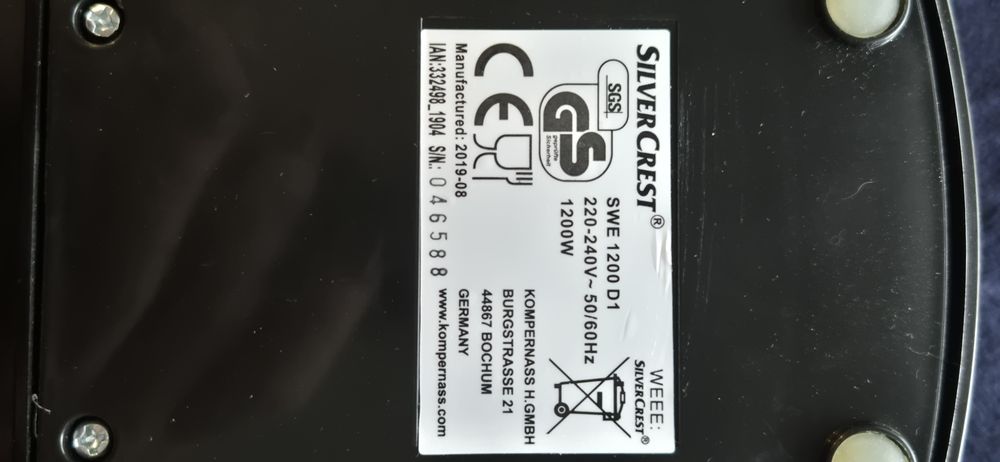 SILVERCREST®
SGS
GS
geprüfte
Sicherheit
SWE 1200 D1
220-240V~ 50/60Hz
1200W
CE
Manufactured: 2019-08
IAN:332498_1904 S/N.: 046588
WEEE:
SILVERCREST®
KOMPERNASS H.GMBH
BURGSTRASSE 21
44867 BOCHUM
GERMANY
www.kompernass.com